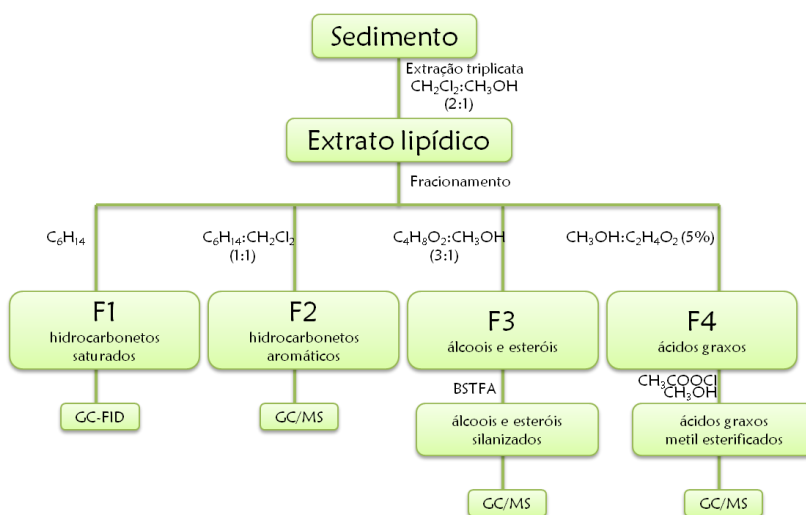 Sedimento
Extração triplicata
CH₂Cl₂:CH₃OH
(2:1)
Extrato lipídico
Fracionamento
C₆H₁₄
C₆H₁₄:CH₂Cl₂
(1:1)
C₄H₈O₂:CH₃OH
(3:1)
CH₃OH:C₂H₄O₂ (5%)
F1
hidrocarbonetos
saturados
F2
hidrocarbonetos
aromáticos
F3
álcoois e esteróis
F4
ácidos graxos
GC-FID
GC/MS
BSTFA
álcoois e esteróis
silanizados
GC/MS
CH₃COOCl
CH₃OH
ácidos graxos
metil esterificados
GC/MS